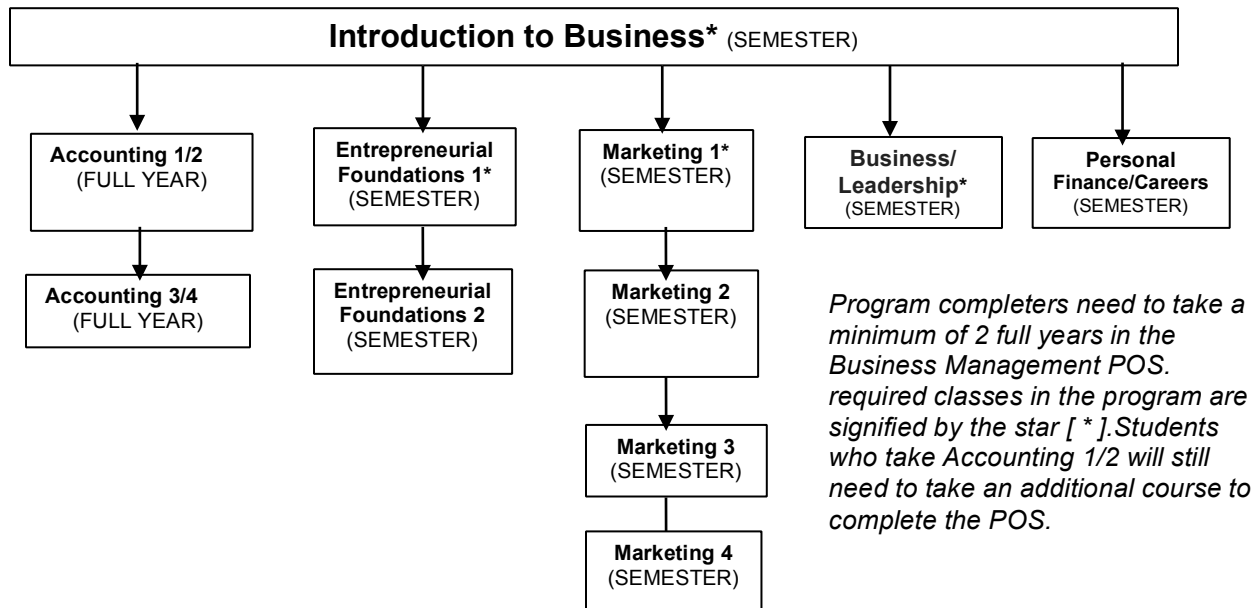 Introduction to Business* (SEMESTER)
Accounting 1/2
(FULL YEAR)
Entrepreneurial
Foundations 1*
(SEMESTER)
Marketing 1*
(SEMESTER)
Business/
Leadership*
(SEMESTER)
Personal
Finance/Careers
(SEMESTER)
Accounting 3/4
(FULL YEAR)
Entrepreneurial
Foundations 2
(SEMESTER)
Marketing 2
(SEMESTER)
Marketing 3
(SEMESTER)
Marketing 4
(SEMESTER)
Program completers need to take a
minimum of 2 full years in the
Business Management POS.
required classes in the program are
signified by the star [ * ].Students
who take Accounting 1/2 will still
need to take an additional course to
complete the POS.